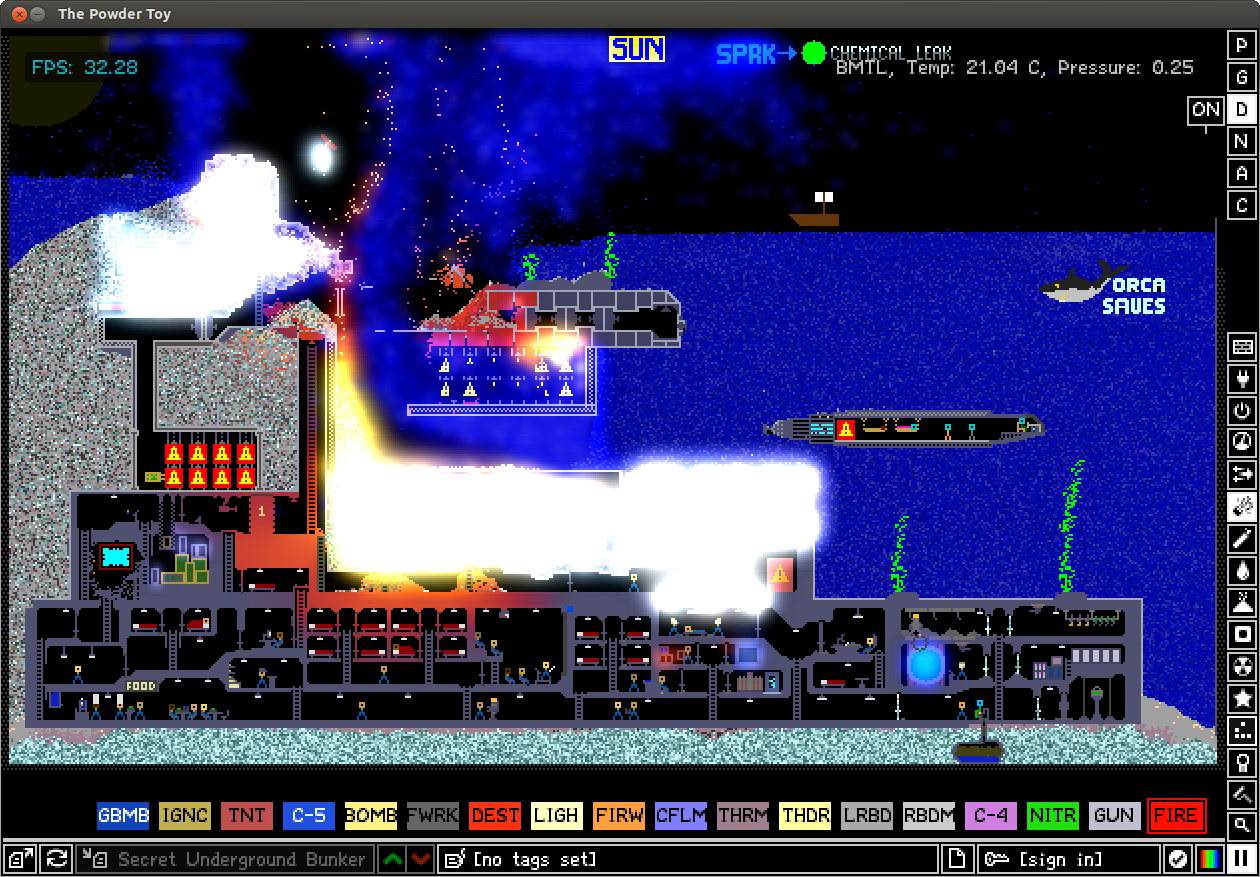 The Powder Toy
FPS: 32.28
SUN
SPRK
CHEMICAL LEAK
BMTL, Temp: 21.04 C, Pressure: 0.25
P
G
ON
D
N
A
C
ORCA
SAVES
1
FOOD
GBMB IGNC TNT C-5 BOMB FWRK DEST LIGH FIRW CFLM THRM THDR LRBD RBDM C-4 NITR GUN FIRE
Secret Underground Bunker
[no tags set]
[sign in]